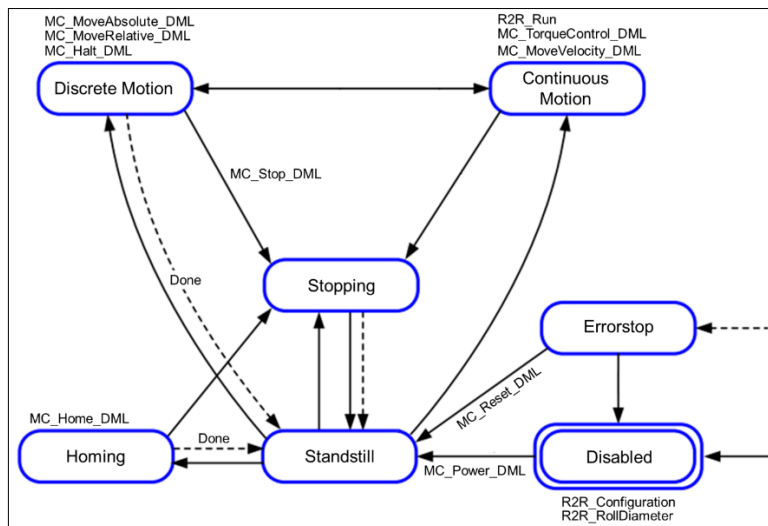 MC_MoveAbsolute_DML
MC_MoveRelative_DML
MC_Halt_DML
R2R_Run
MC_TorqueControl_DML
MC_MoveVelocity_DML
Discrete Motion
Continuous
Motion
MC_Stop_DML
Done
Stopping
Errorstop
MC_Reset_DML
MC_Home_DML
Done
Homing
Standstill
MC_Power_DML
Disabled
R2R_Configuration
R2R_RollDiameter